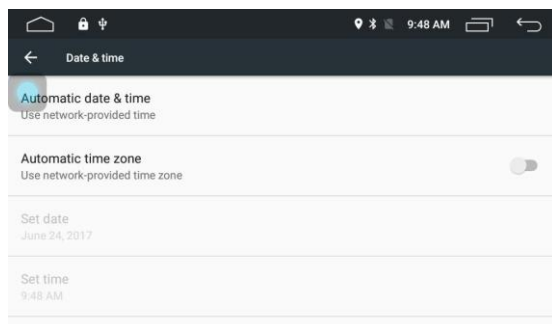 9:48 AM
Date & time
Automatic date & time
Use network-provided time
Automatic time zone
Use network-provided time zone
Set date
June 24, 2017
Set time
9:48 AM